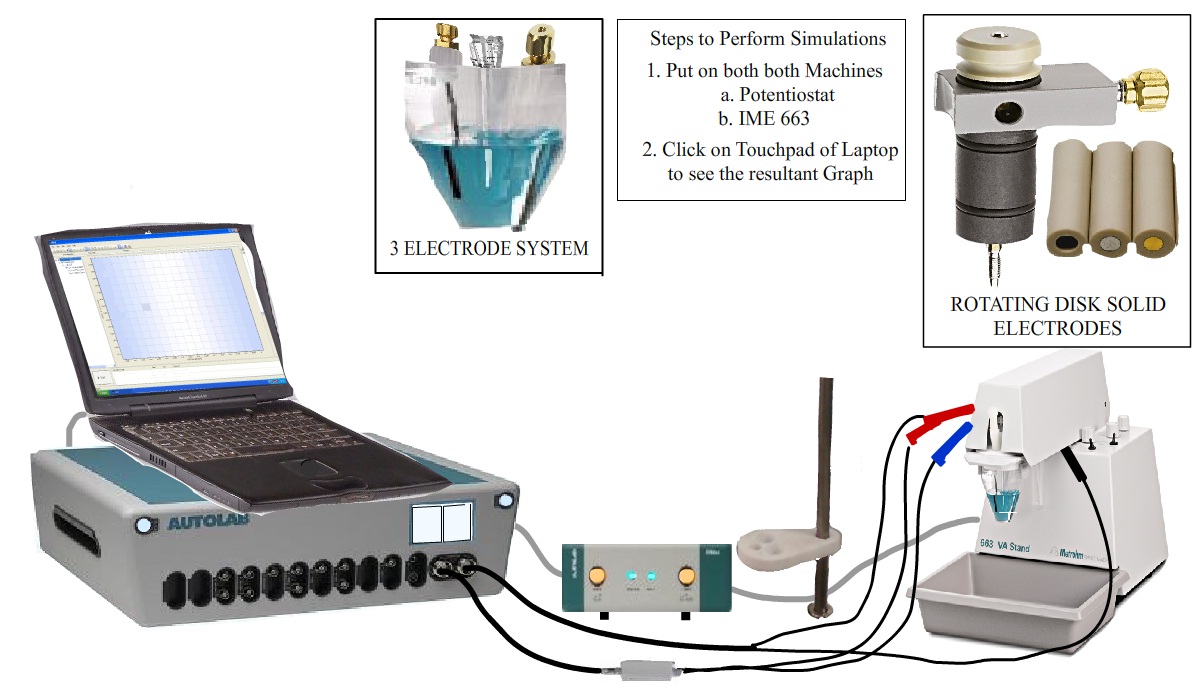 3 ELECTRODE SYSTEM
Steps to Perform Simulations
1. Put on both both Machines
a. Potentiostat
b. IME 663
2. Click on Touchpad of Laptop
to see the resultant Graph
ROTATING DISK SOLID
ELECTRODES
AUTOLAB
663 VA Stand
Metrohm